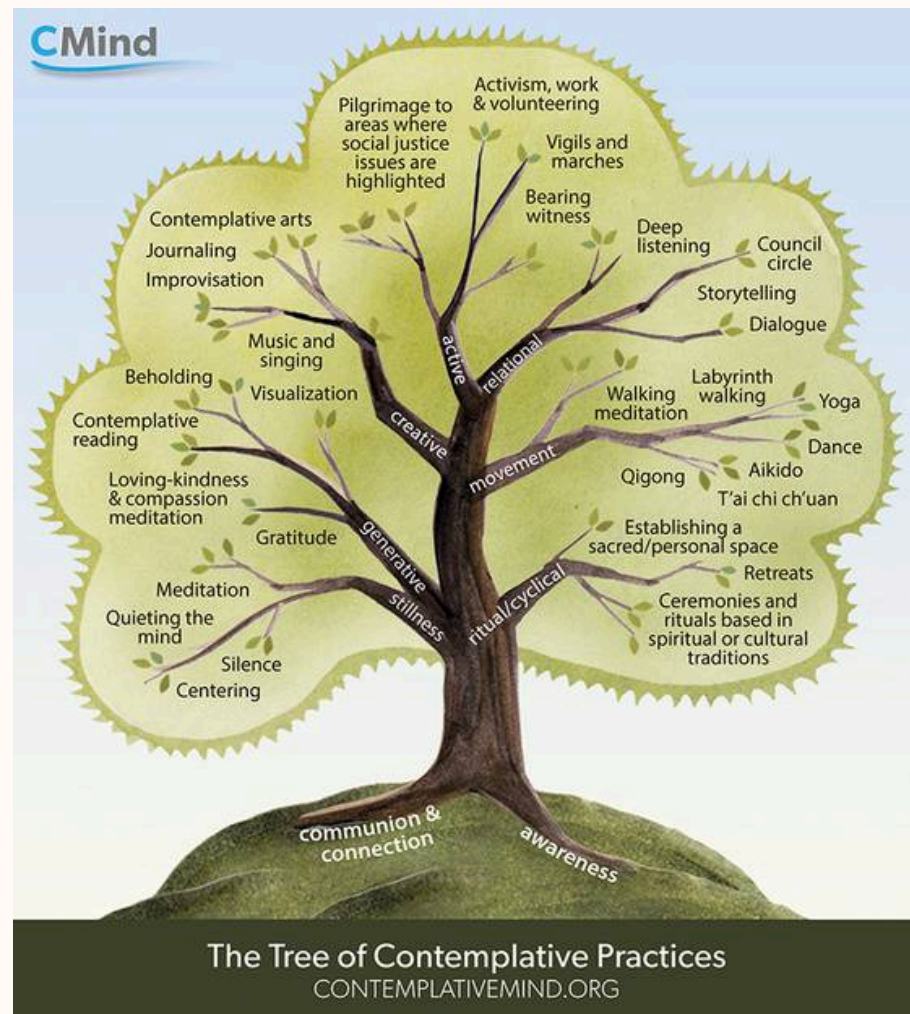 CMind
Activism, work
& volunteering
Pilgrimage to
areas where
social justice
issues are
highlighted
Vigils and
marches
Bearing
witness
Deep
listening
Council
circle
Storytelling
Dialogue
Contemplative arts
Journaling
Improvisation
Music and
singing
active
relational
creative
Beholding
Visualization
Contemplative
reading
Loving-kindness
& compassion
meditation
Gratitude
generative
Walking
meditation
Labyrinth
walking
Yoga
Dance
Aikido
Qigong
T'ai chi ch'uan
movement
Meditation
Quieting the
mind
Silence
Centering
stillness
ritual/cyclical
Establishing a
sacred/personal space
Retreats
Ceremonies and
rituals based in
spiritual or cultural
traditions
communion &
connection
awareness
The Tree of Contemplative Practices
CONTEMPLATIVEMIND.ORG